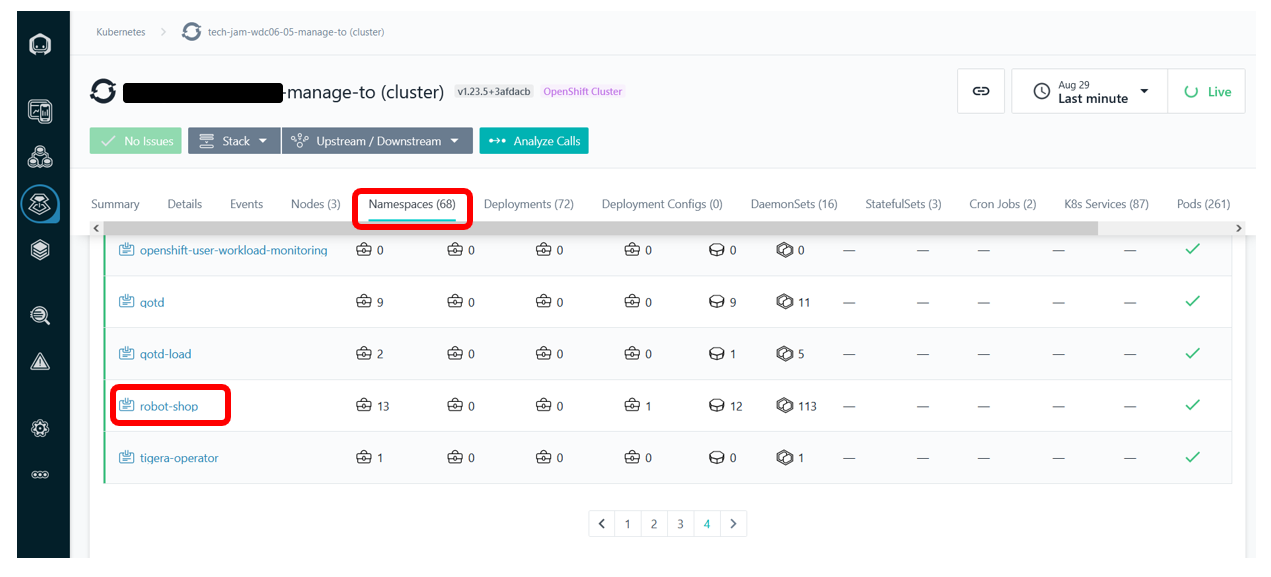 Kubernetes > tech-jam-wdc06-05-manage-to (cluster)
-manage-to (cluster) v1.23.5+3afdacb OpenShift Cluster
Aug 29
Last minute
Live
No Issues Stack Upstream / Downstream Analyze Calls
Summary Details Events Nodes (3) Namespaces (68) Deployments (72) Deployment Configs (0) DaemonSets (16) StatefulSets (3) Cron Jobs (2) K8s Services (87) Pods (261)
openshift-user-workload-monitoring 0 0 0 0 0 0 — — — — —
qotd 9 0 0 0 9 11 — — — — —
qotd-load 2 0 0 0 1 5 — — — — —
robot-shop 13 0 0 1 12 113 — — — — —
tigera-operator 1 0 0 0 0 1 — — — — —
< 1 2 3 4 >